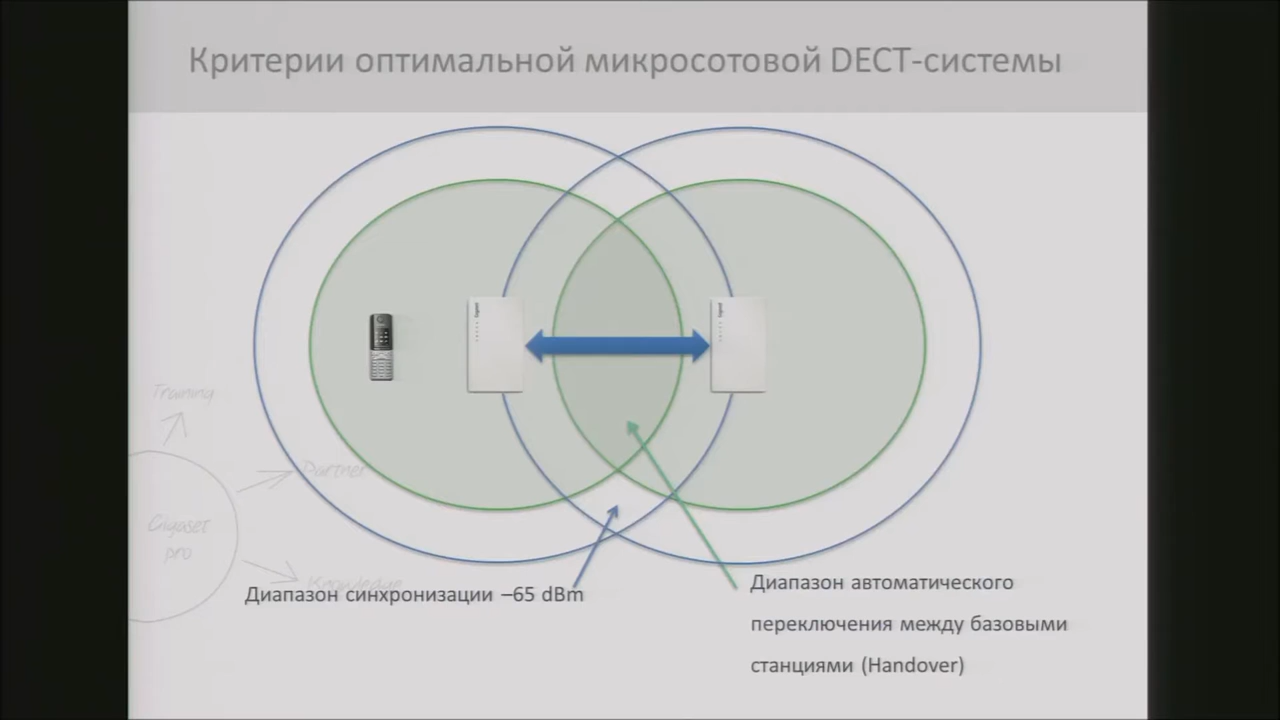 Критерии оптимальной микросотовой DECT-системы
Training
Partner
Gigaset
pro
Knowledge
Диапазон синхронизации –65 dBm
Диапазон автоматического
переключения между базовыми
станциями (Handover)